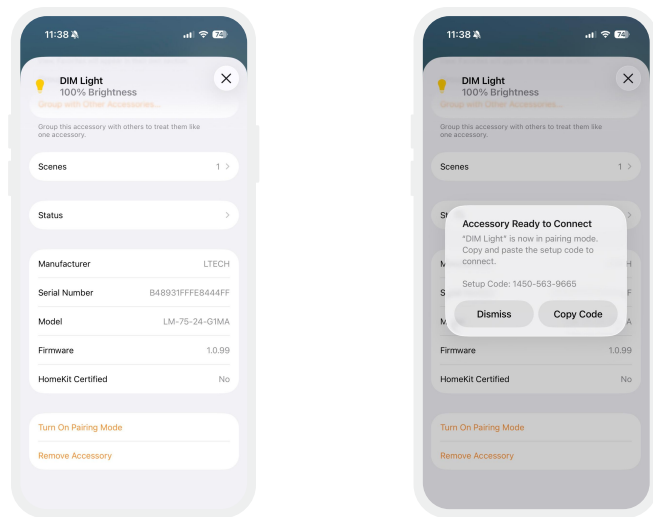 11:38
74
DIM Light
100% Brightness
Group with Other Accessories...
Group this accessory with others to treat them like
one accessory.
Scenes
1
Status
Manufacturer
LTECH
Serial Number
B48931FFFE8444FF
Model
LM-75-24-G1MA
Firmware
1.0.99
HomeKit Certified
No
Turn On Pairing Mode
Remove Accessory
11:38
74
DIM Light
100% Brightness
Group with Other Accessories...
Group this accessory with others to treat them like
one accessory.
Scenes
1
Accessory Ready to Connect
"DIM Light" is now in pairing mode.
Copy and paste the setup code to
connect.
Setup Code: 1450-563-9665
Dismiss
Copy Code
Firmware
1.0.99
HomeKit Certified
No
Turn On Pairing Mode
Remove Accessory